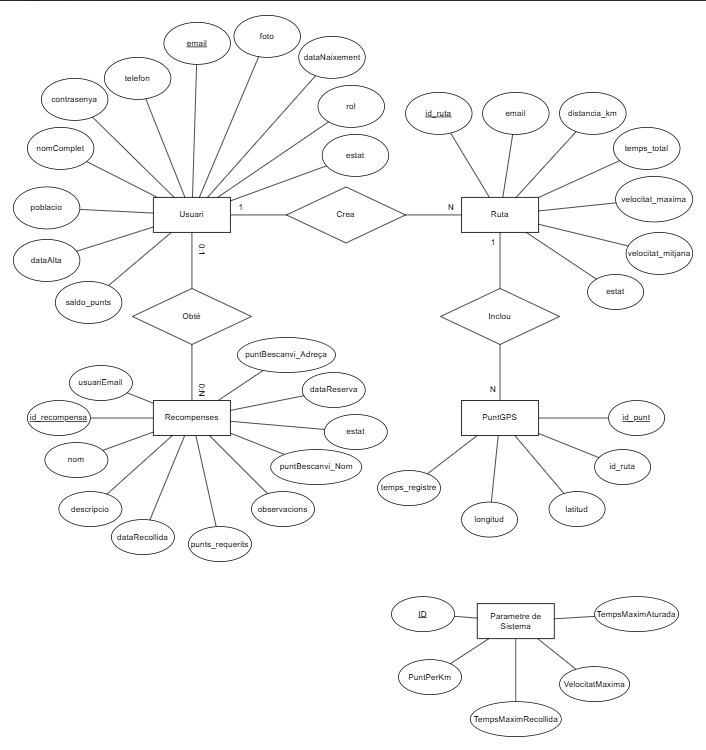 email
foto
dataNaixement
telefon
contrasenya
rol
nomComplet
estat
poblacio
dataAlta
saldo_punts
Usuari
1
Crea
N
id_ruta
email
distancia_km
temps_total
velocitat_maxima
velocitat_mitjana
estat
Ruta
1
0:1
Obté
0:N
Inclou
N
puntBescanvi_Adreça
usuariEmail
dataReserva
id_recompensa
Recompenses
estat
nom
puntBescanvi_Nom
descripcio
observacions
dataRecollida
punts_requerits
PuntGPS
id_punt
id_ruta
temps_registre
latitud
longitud
ID
Parametre de
Sistema
TempsMaximAturada
PuntPerKm
VelocitatMaxima
TempsMaximRecollida